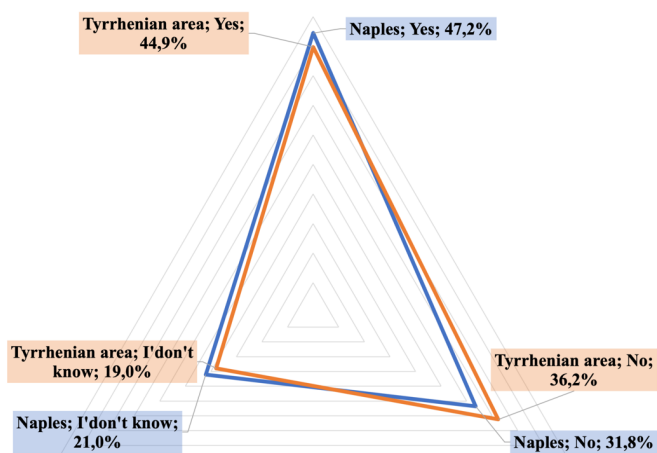 Tyrrhenian area; Yes;
44,9%
Naples; Yes; 47,2%
Tyrrhenian area; I'don't
know; 19,0%
Tyrrhenian area; No;
36,2%
Naples; I'don't know;
21,0%
Naples; No; 31,8%